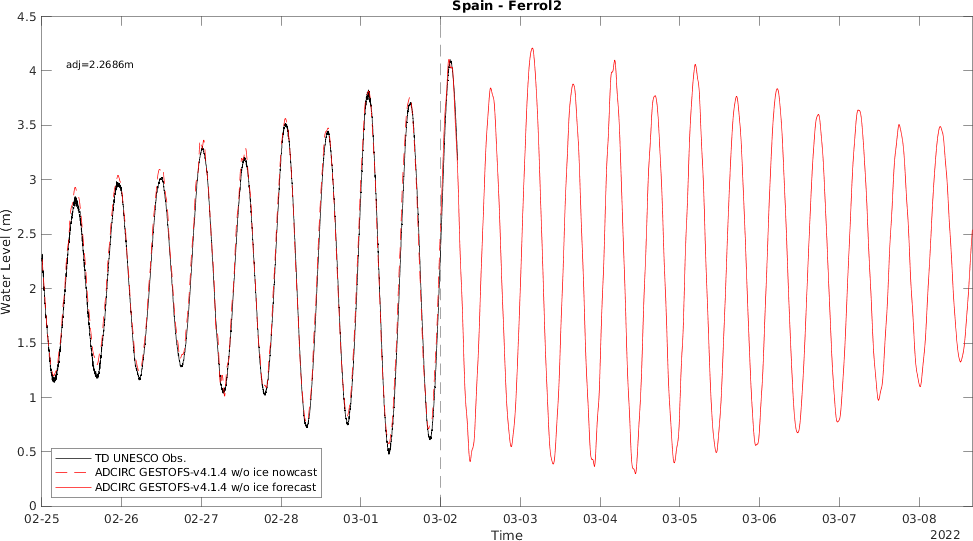 Spain - Ferrol2
adj=2.2686m
Water Level (m)
4.5
4
3.5
3
2.5
2
1.5
1
0.5
0
TD UNESCO Obs.
ADCIRC GESTOFS-v4.1.4 w/o ice nowcast
ADCIRC GESTOFS-v4.1.4 w/o ice forecast
02-25 02-26 02-27 02-28 03-01 03-02 03-03 03-04 03-05 03-06 03-07 03-08
Time
2022